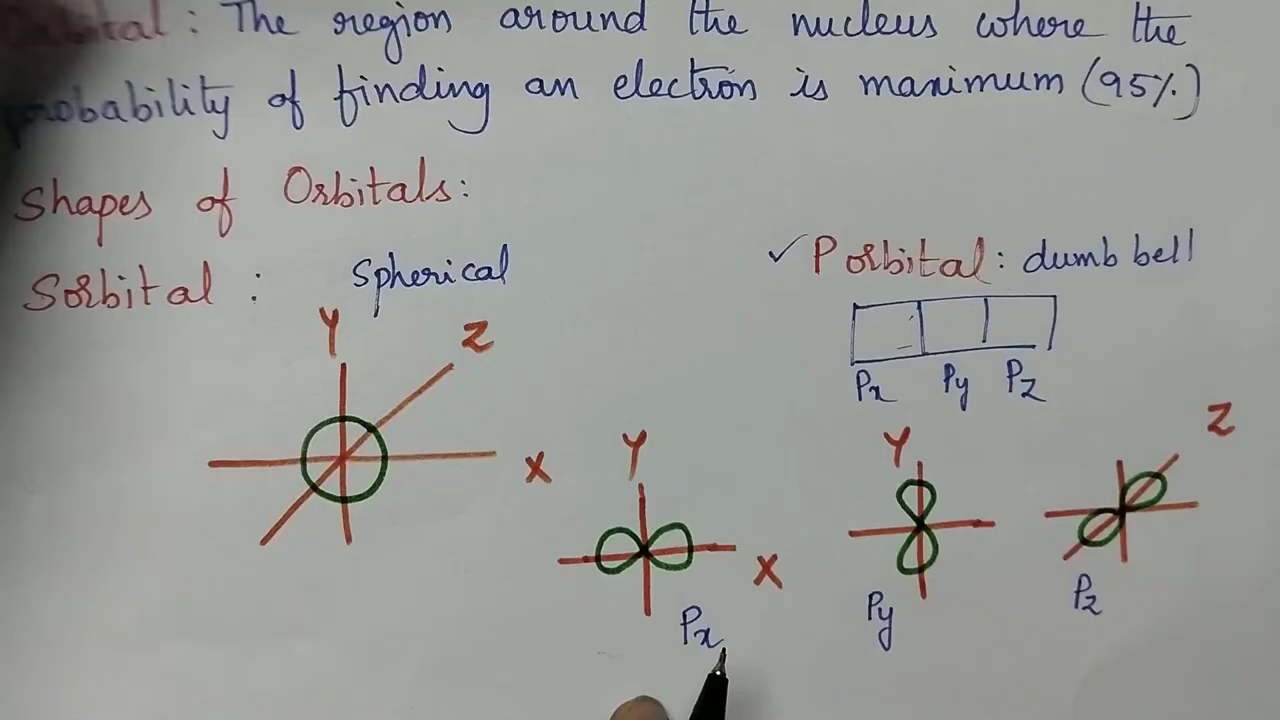 Orbital: The region around the nucleus where the
probability of finding an electron is maximum (95%)
Shapes of Orbitals:
S orbital : Spherical
✓ P orbital: dumb bell
Px Py Pz
Y Z
X
Y
X
Px
Y
Py
Z
Pz